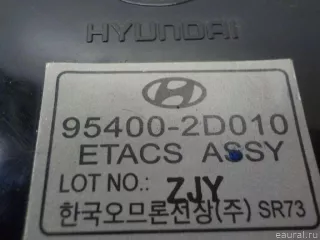 HYUNDAI
95400-2D010
ETACS ASSY
LOT NO.: ZJY
한국오므론전장(주) SR73
eaural.ru